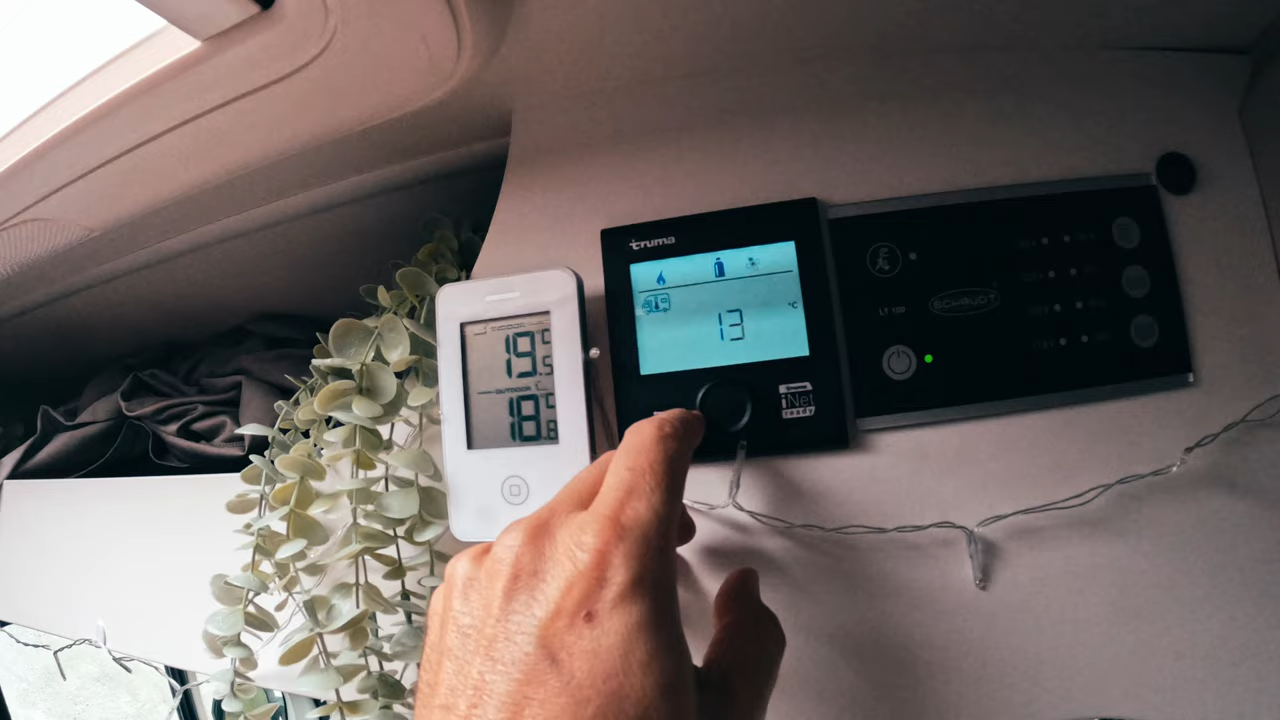 INDOOR °C
19.5
OUTDOOR °C
18.8
truma
°C
13
truma
iNet
ready
LT 100
SCHAUDT